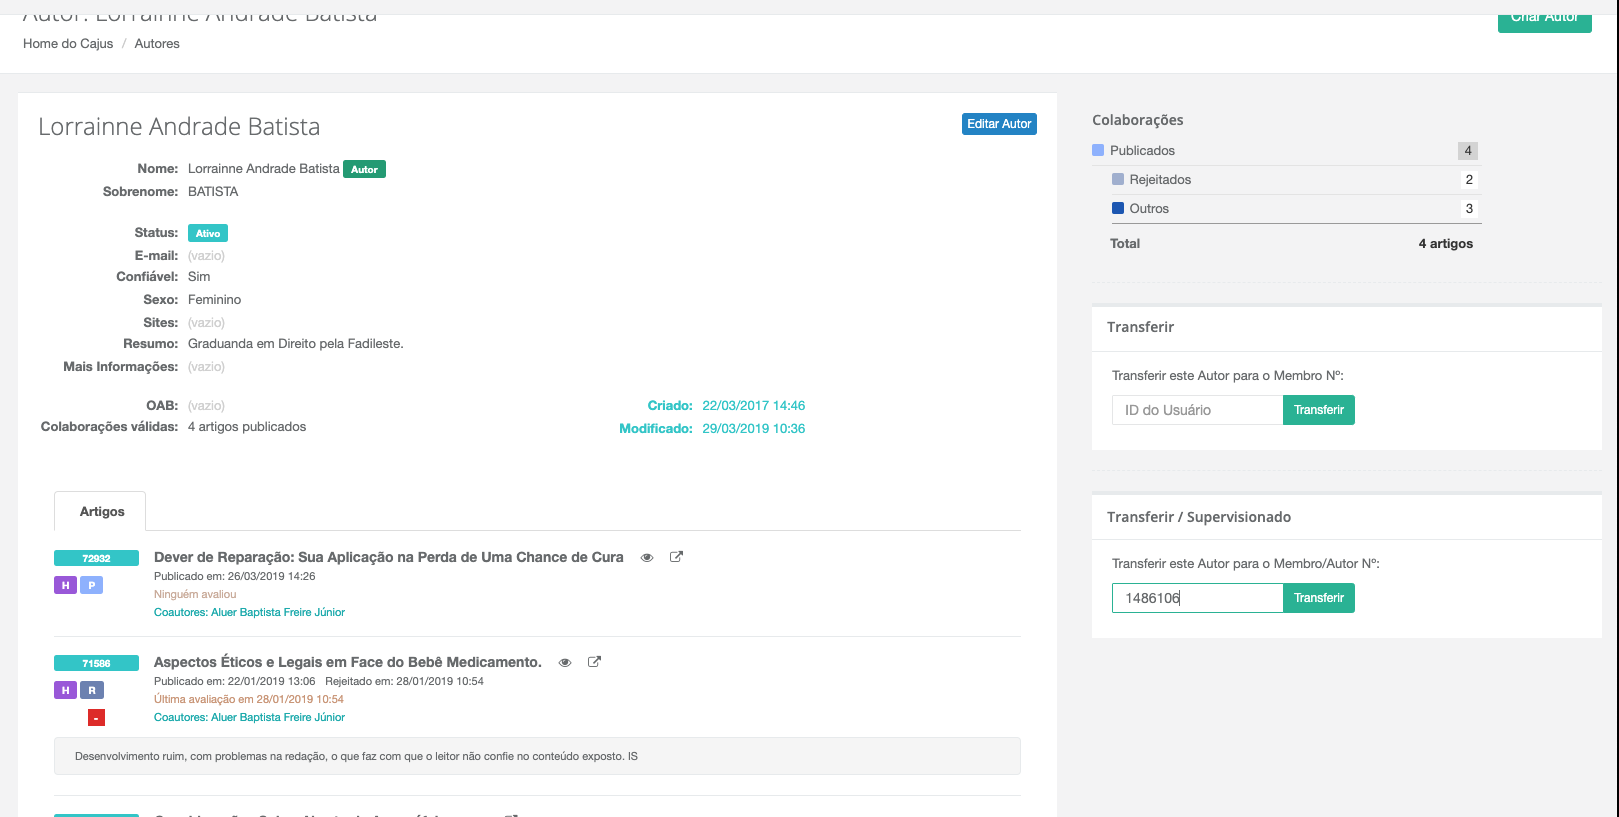 Autor: Lorrainne Andrade Batista
Criar Autor
Home do Cajus / Autores
Lorrainne Andrade Batista
Editar Autor
Nome: Lorrainne Andrade Batista Autor
Sobrenome: BATISTA
Status: Ativo
E-mail: (vazio)
Confiável: Sim
Sexo: Feminino
Sites: (vazio)
Resumo: Graduanda em Direito pela Fadileste.
Mais Informações: (vazio)
OAB: (vazio)
Colaborações válidas: 4 artigos publicados
Criado: 22/03/2017 14:46
Modificado: 29/03/2019 10:36
Artigos
72932
H P
Dever de Reparação: Sua Aplicação na Perda de Uma Chance de Cura
Publicado em: 26/03/2019 14:26
Ninguém avaliou
Coautores: Aluer Baptista Freire Júnior
71586
H R
-
Aspectos Éticos e Legais em Face do Bebê Medicamento.
Publicado em: 22/01/2019 13:06 Rejeitado em: 28/01/2019 10:54
Última avaliação em 28/01/2019 10:54
Coautores: Aluer Baptista Freire Júnior
Desenvolvimento ruim, com problemas na redação, o que faz com que o leitor não confie no conteúdo exposto. IS
Colaborações
Publicados 4
Rejeitados 2
Outros 3
Total 4 artigos
Transferir
Transferir este Autor para o Membro Nº:
ID do Usuário Transferir
Transferir / Supervisionado
Transferir este Autor para o Membro/Autor Nº:
1486106 Transferir